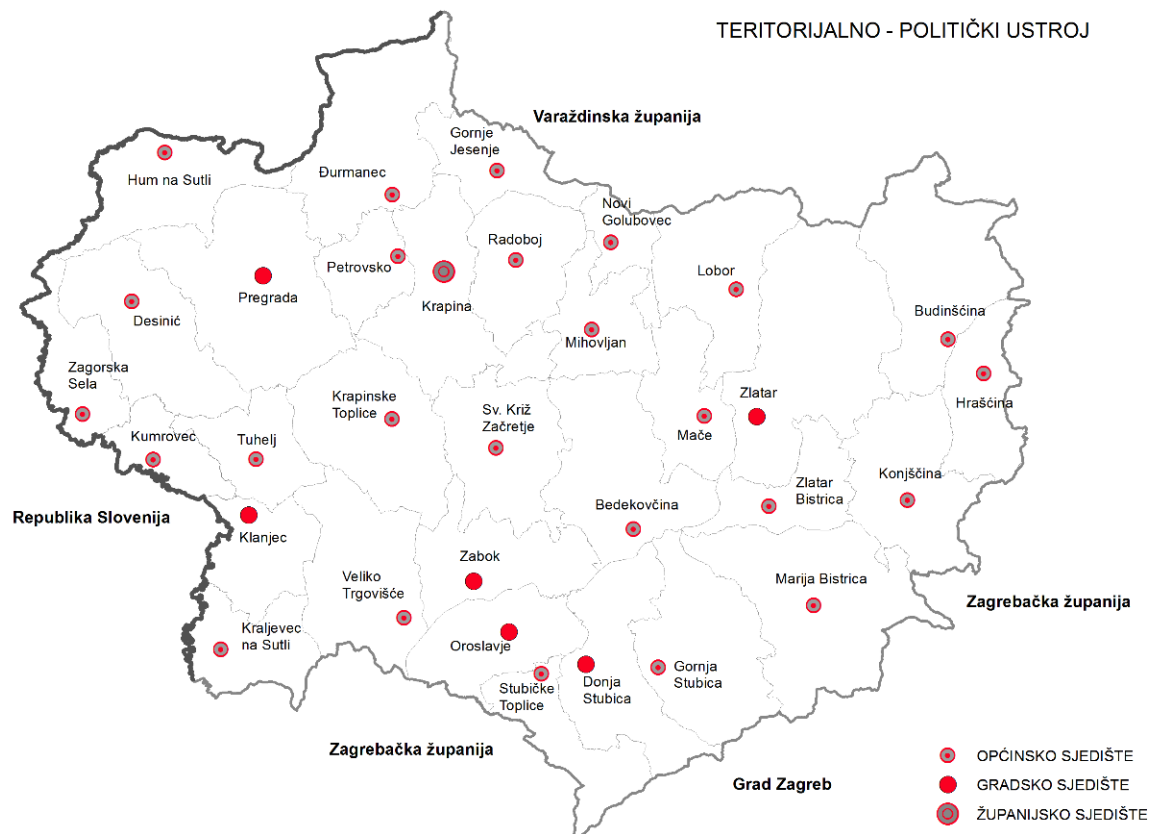 TERITORIJALNO - POLITIČKI USTROJ
Varaždinska županija
Gornje
Jesenje
Hum na Sutli
Đurmanec
Novi
Golubovec
Radoboj
Petrovsko
Lobor
Pregrada
Krapina
Desinić
Budinščina
Mihovljan
Zagorska
Sela
Krapinske
Toplice
Sv. Križ
Začretje
Zlatar
Hrašćina
Mače
Kumrovec
Tuhelj
Zlatar
Bistrica
Konjščina
Bedekovčina
Republika Slovenija
Klanjec
Zabok
Veliko
Trgovišće
Marija Bistrica
Zagrebačka županija
Kraljevec
na Sutli
Oroslavje
Stubičke
Toplice
Donja
Stubica
Gornja
Stubica
Zagrebačka županija
Grad Zagreb
OPĆINSKO SJEDIŠTE
GRADSKO SJEDIŠTE
ŽUPANIJSKO SJEDIŠTE